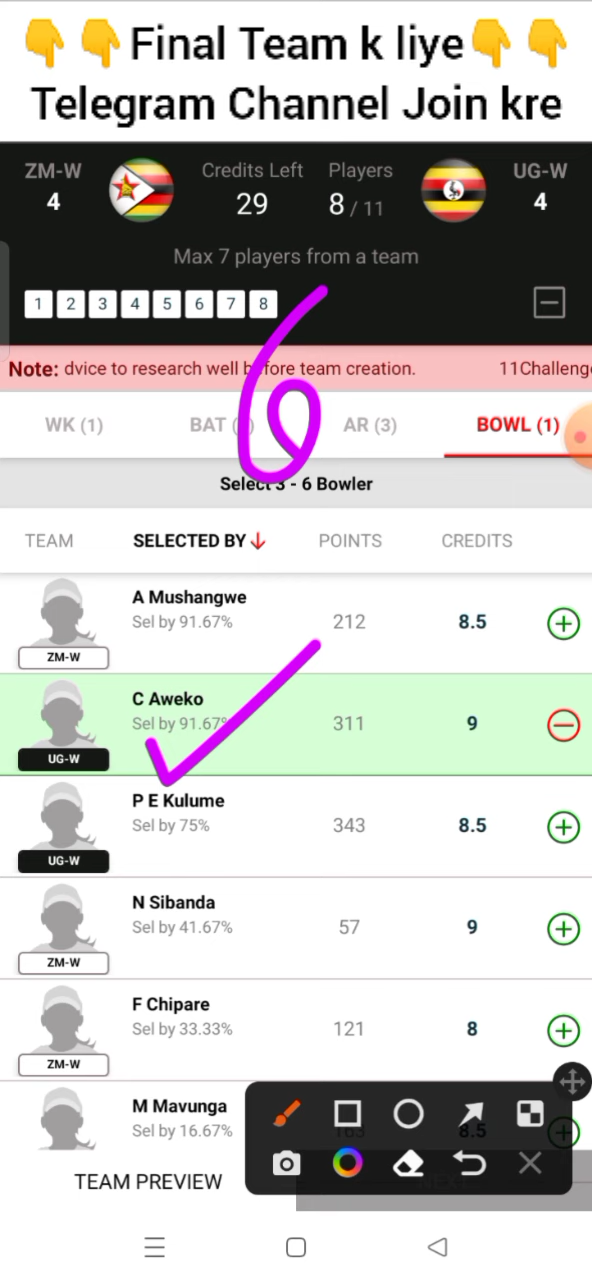 👇👇Final Team k liye👇👇
Telegram Channel Join kre
ZM-W Credits Left Players UG-W
4 29 8 / 11 4
Max 7 players from a team
1 2 3 4 5 6 7 8
Note: dvice to research well before team creation. 11Challeng
WK (1) BAT AR (3) BOWL (1)
Select 3 - 6 Bowler
TEAM SELECTED BY POINTS CREDITS
A Mushangwe
Sel by 91.67% 212 8.5
ZM-W
C Aweko
Sel by 91.67% 311 9
UG-W
P E Kulume
Sel by 75% 343 8.5
UG-W
N Sibanda
Sel by 41.67% 57 9
ZM-W
F Chipare
Sel by 33.33% 121 8
ZM-W
M Mavunga
Sel by 16.67% 163 8.5
TEAM PREVIEW